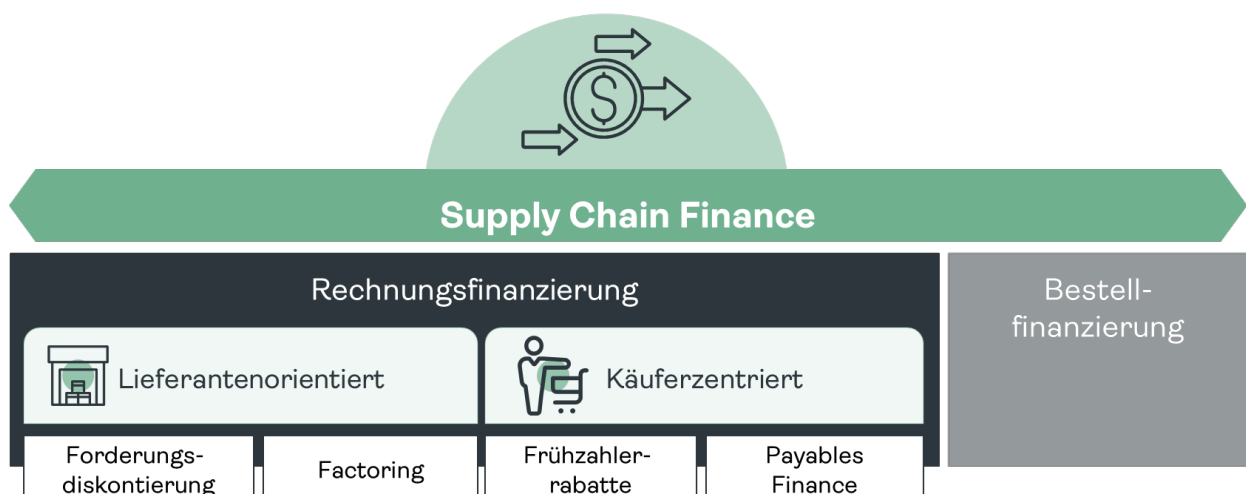 $
Supply Chain Finance
Rechnungsfinanzierung
Bestell-
finanzierung
Lieferantenorientiert
Käuferzentriert
Forderungs-
diskontierung
Factoring
Frühzahler-
rabatte
Payables
Finance